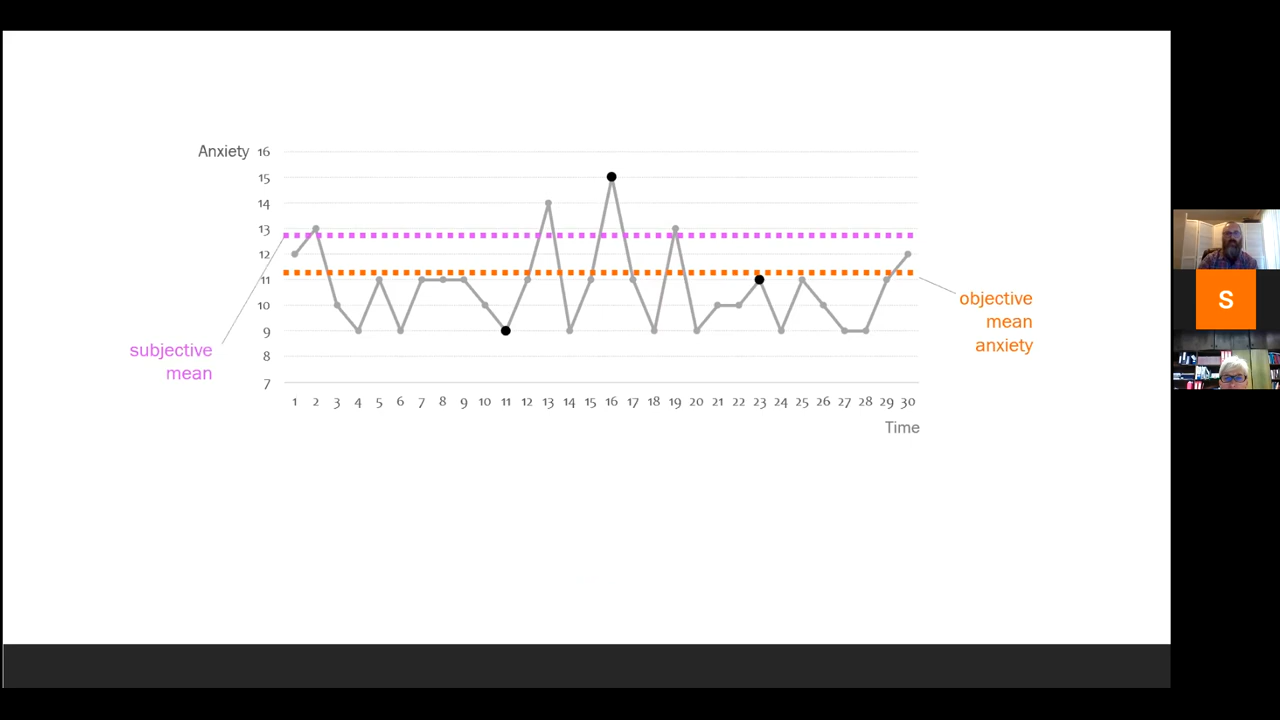 Anxiety 16
15
14
13
12
11
10
9
8
7
1 2 3 4 5 6 7 8 9 10 11 12 13 14 15 16 17 18 19 20 21 22 23 24 25 26 27 28 29 30
Time
subjective
mean
objective
mean
anxiety
S